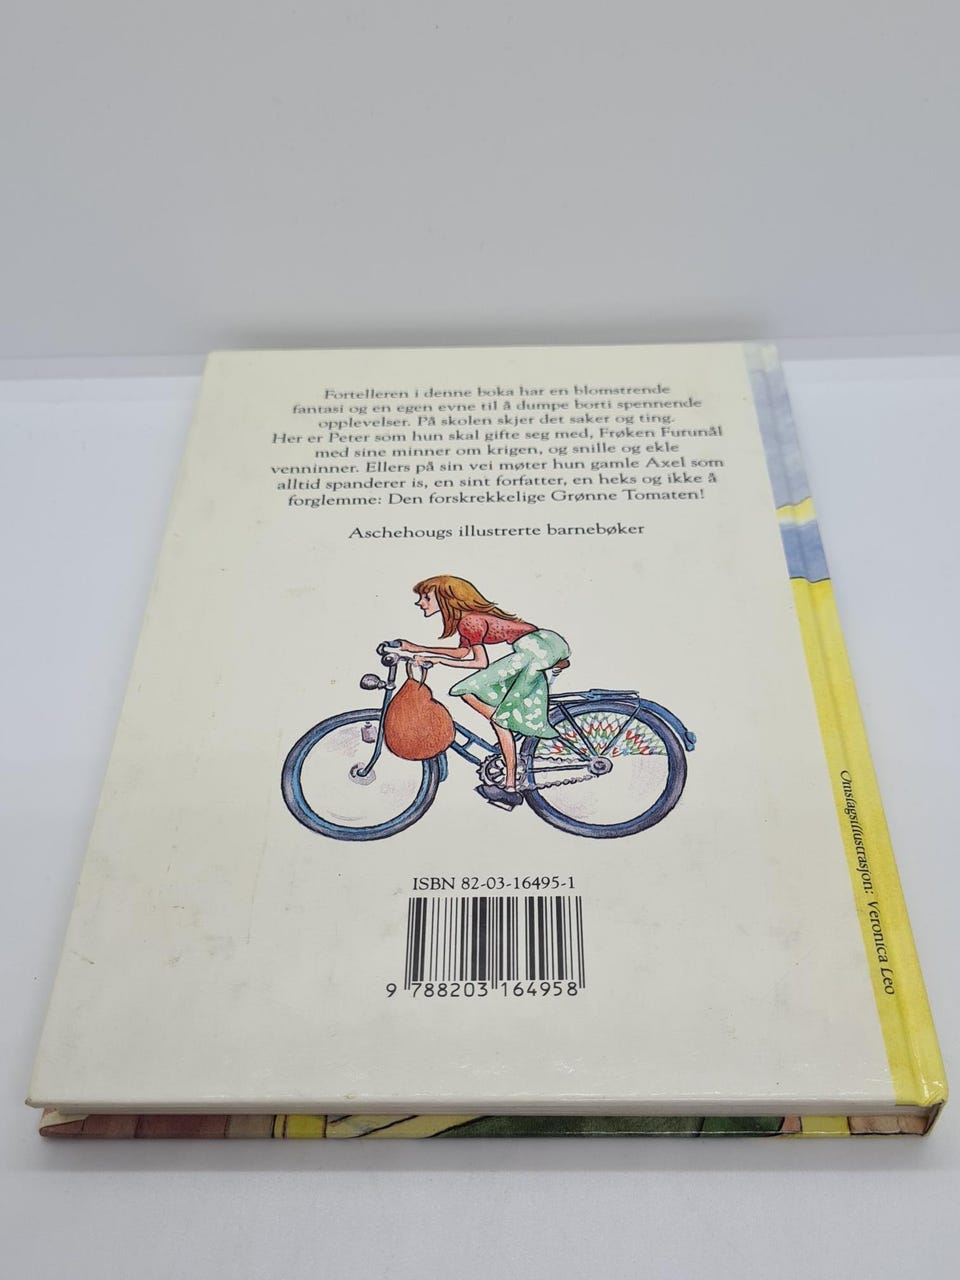 Fortelleren i denne boka har en blomstrende
fantasi og en egen evne til å dumpe borti spennende
opplevelser. På skolen skjer det saker og ting.
Her er Peter som hun skal gifte seg med, Frøken Furunål
med sine minner om krigen, og snille og ekle
venninner. Ellers på sin vei møter hun gamle Axel som
alltid spanderer is, en sint forfatter, en heks og ikke å
forglemme: Den forskrekkelige Grønne Tomaten!
Aschehougs illustrerte barnebøker
ISBN 82-03-16495-1
9 788203 164958
Omslagsillustrasjon: Veronica Leo